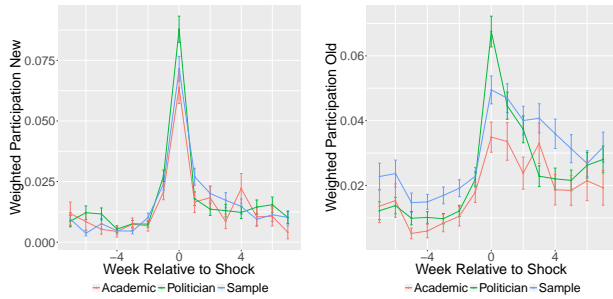 Weighted Participation New
0.075
0.050
0.025
0.000
−4 0 4
Week Relative to Shock
Academic Politician Sample
Weighted Participation Old
0.06
0.04
0.02
−4 0 4
Week Relative to Shock
Academic Politician Sample